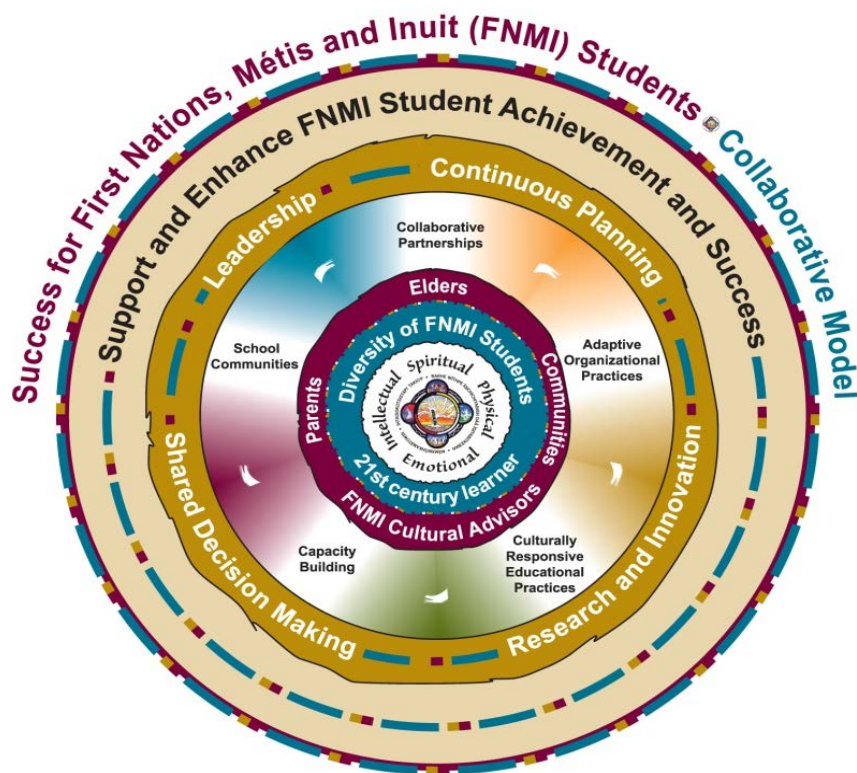 Success for First Nations, Métis and Inuit (FNMI) Students
Collaborative Model
Support and Enhance FNMI Student Achievement and Success
Leadership
Continuous Planning
Research and Innovation
Shared Decision Making
Collaborative
Partnerships
Adaptive
Organizational
Practices
Culturally
Responsive
Educational
Practices
Capacity
Building
School
Communities
Elders
Communities
FNMI Cultural Advisors
Parents
Diversity of FNMI Students
21st century learner
Intellectual
Spiritual
Physical
Emotional